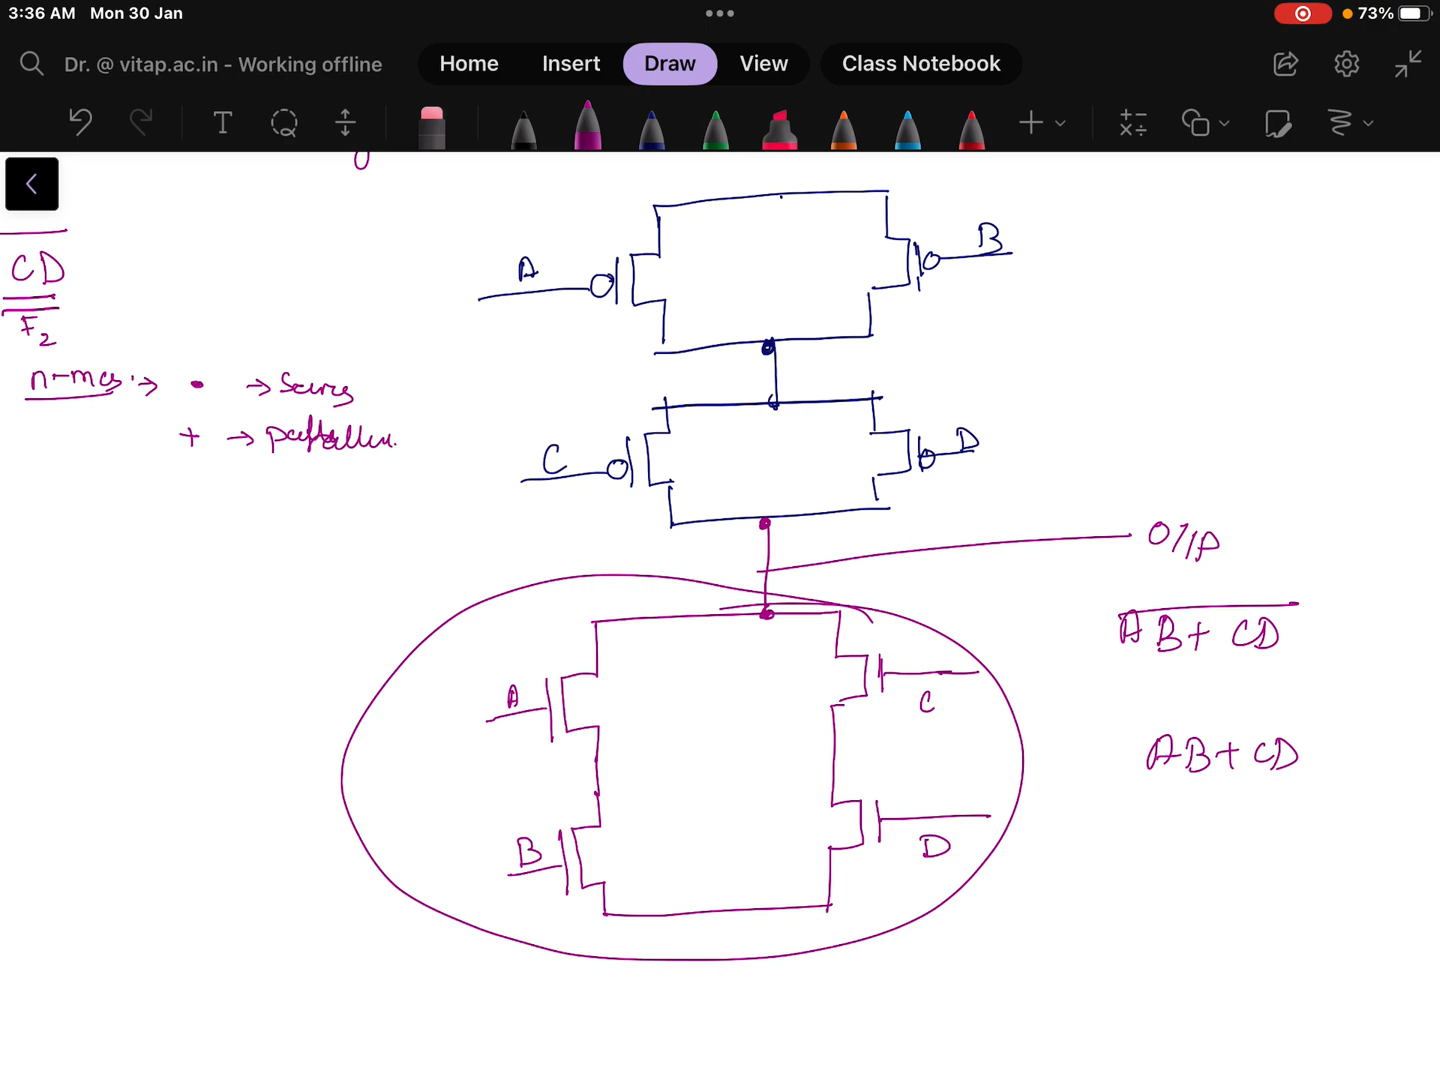 3:36 AM Mon 30 Jan
73%
Dr. @ vitap.ac.in - Working offline
Home Insert Draw View Class Notebook
T
A
B
CD
F2
n-mos → • → Series
+ →
C
D
O/P
AB + CD
A
C
AB + CD
B
D